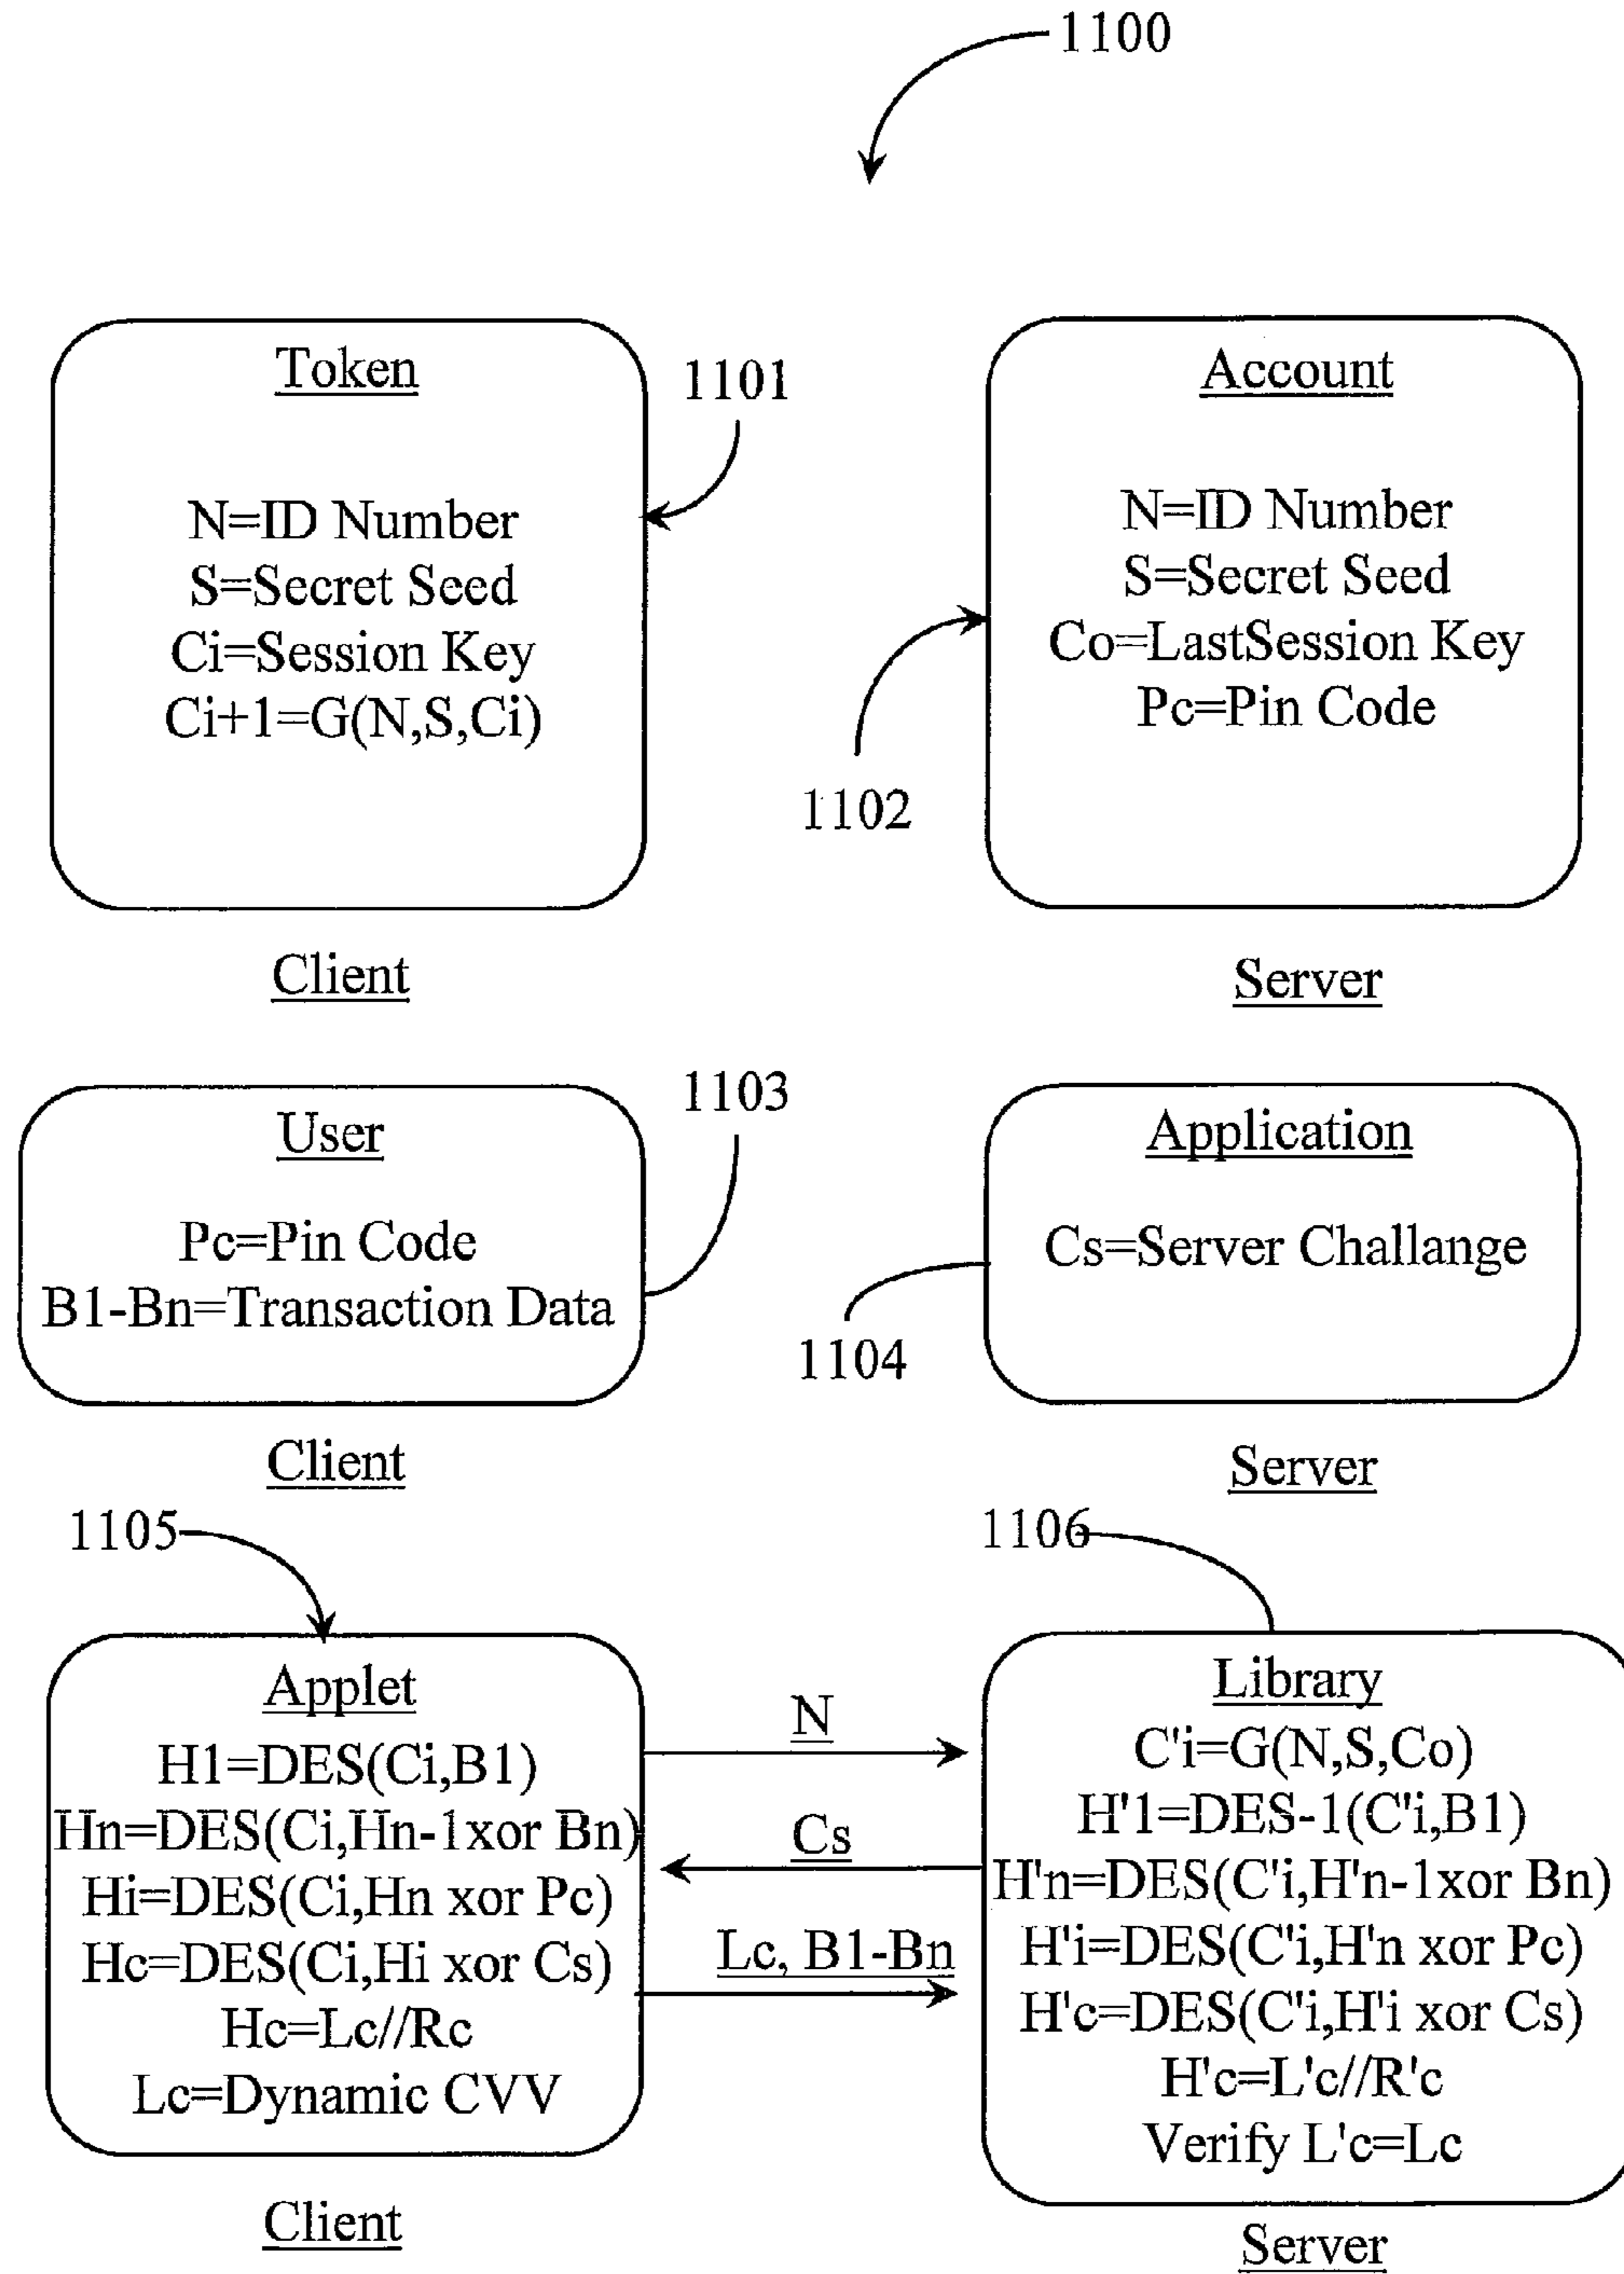 1100
Token
N=ID Number
S=Secret Seed
Ci=Session Key
Ci+1=G(N,S,Ci)
1101
Client
Account
N=ID Number
S=Secret Seed
Co=LastSession Key
Pc=Pin Code
1102
Server
User
Pc=Pin Code
B1-Bn=Transaction Data
1103
Client
Application
Cs=Server Challange
1104
Server
1105
Applet
H1=DES(Ci,B1)
Hn=DES(Ci,Hn-1xor Bn)
Hi=DES(Ci,Hn xor Pc)
Hc=DES(Ci,Hi xor Cs)
Hc=Lc//Rc
Lc=Dynamic CVV
Client
N
Cs
Lc, B1-Bn
1106
Library
C'i=G(N,S,Co)
H'1=DES-1(C'i,B1)
H'n=DES(C'i,H'n-1xor Bn)
H'i=DES(C'i,H'n xor Pc)
H'c=DES(C'i,H'i xor Cs)
H'c=L'c//R'c
Verify L'c=Lc
Server